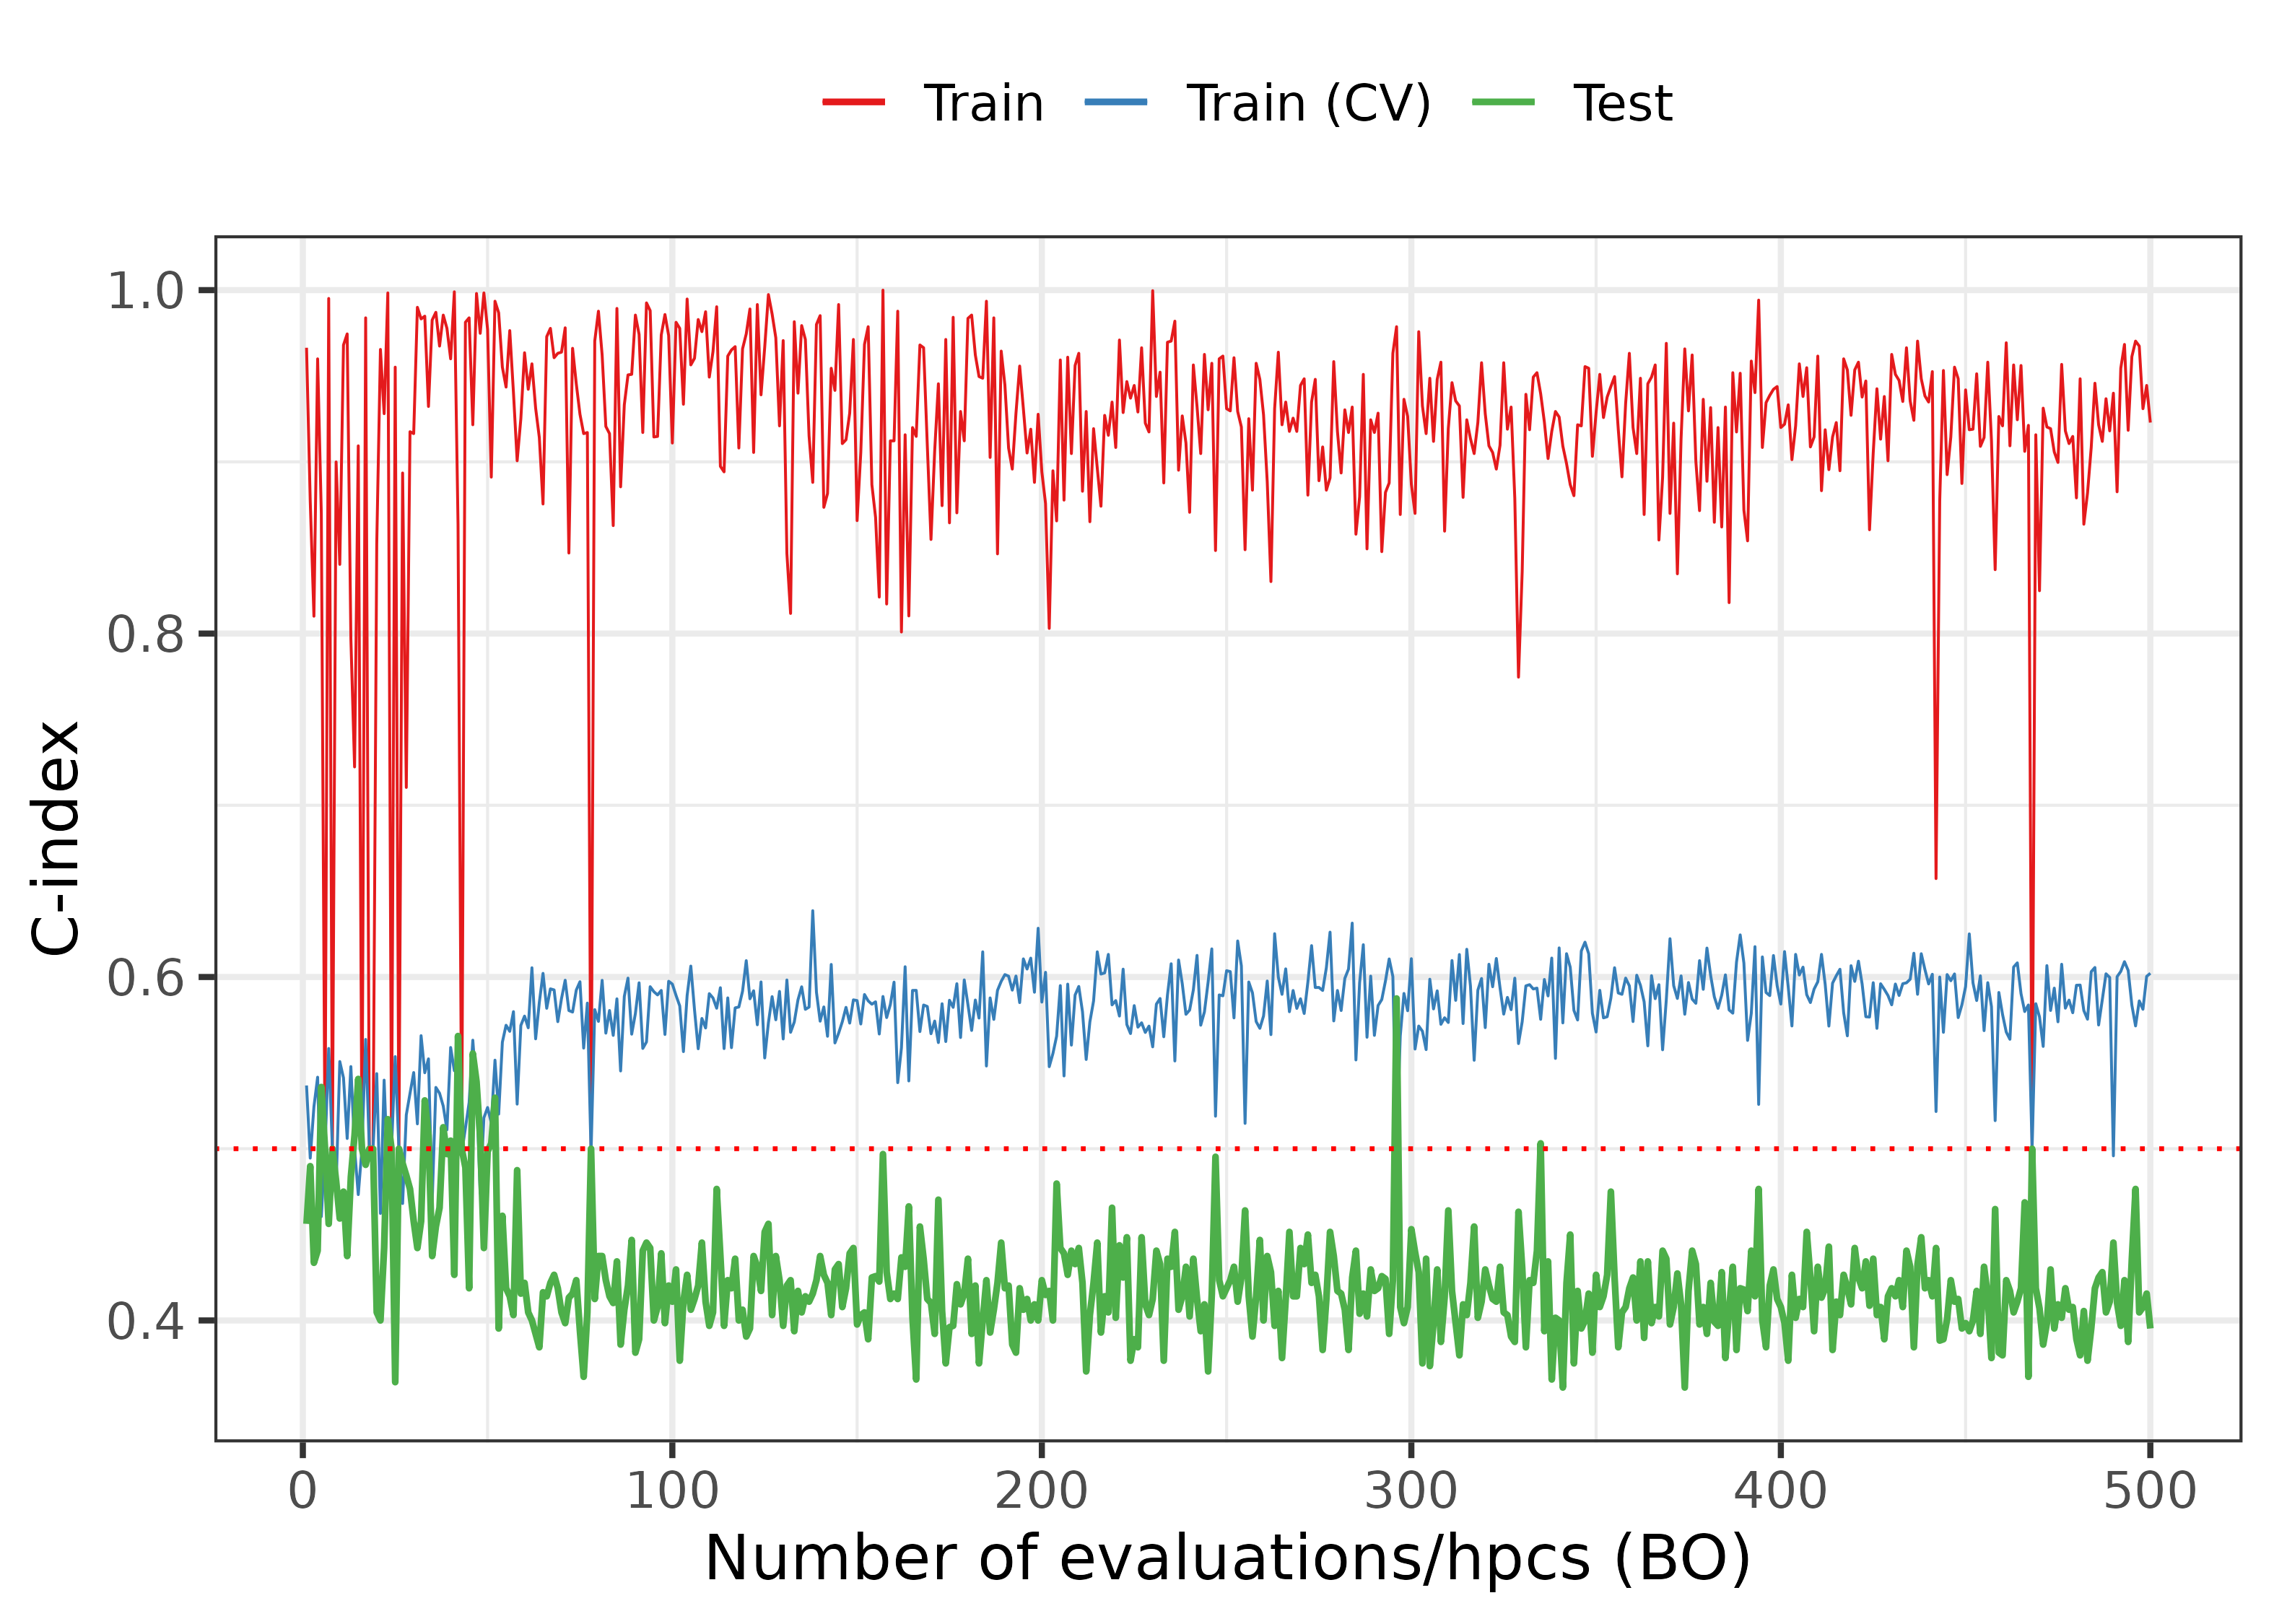 Train Train (CV) Test
1.0
0.8
0.6
0.4
C-index
0 100 200 300 400 500
Number of evaluations/hpcs (BO)